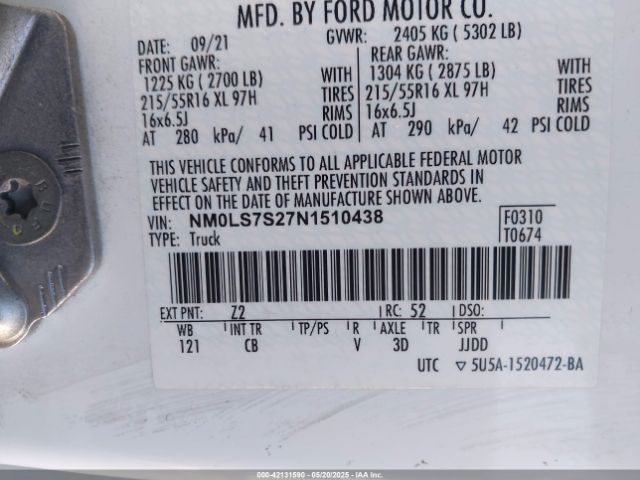 MFD. BY FORD MOTOR CO.
DATE: 09/21 GVWR: 2405 KG ( 5302 LB)
FRONT GAWR: REAR GAWR:
1225 KG ( 2700 LB) WITH 1304 KG ( 2875 LB) WITH
215/55R16 XL 97H TIRES 215/55R16 XL 97H TIRES
16x6.5J RIMS 16x6.5J RIMS
AT 280 kPa/ 41 PSI COLD AT 290 kPa/ 42 PSI COLD
THIS VEHICLE CONFORMS TO ALL APPLICABLE FEDERAL MOTOR
VEHICLE SAFETY AND THEFT PREVENTION STANDARDS IN
EFFECT ON THE DATE OF MANUFACTURE SHOWN ABOVE.
VIN: NM0LS7S27N1510438 F0310
TYPE: Truck T0674
EXT PNT: Z2 RC: 52 DSO:
WB INT TR TP/PS R AXLE TR SPR
121 CB V 3D JJDD
UTC ▽ 5U5A-1520472-BA
000-42131590 - 05/20/2025 - IAAI.COM